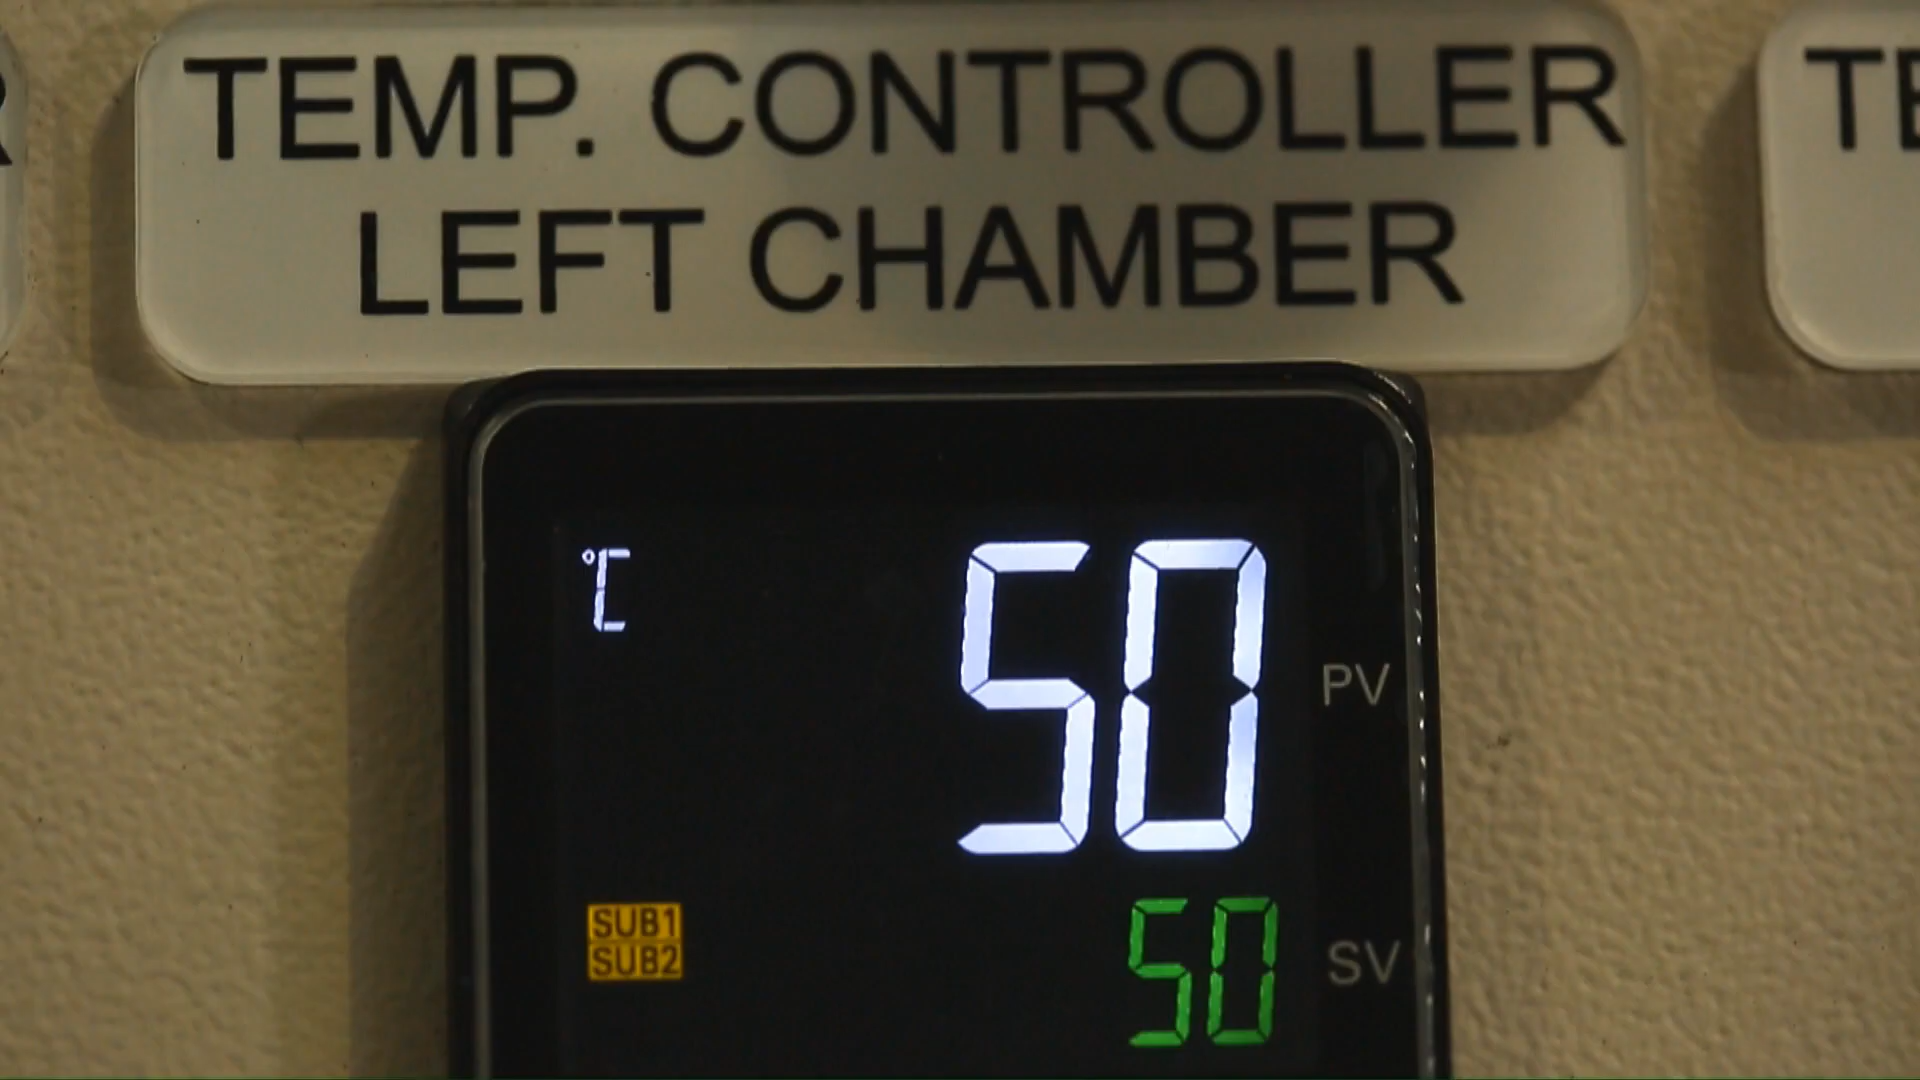 TEMP. CONTROLLER
LEFT CHAMBER
°C
50
PV
SUB1
SUB2
50
SV